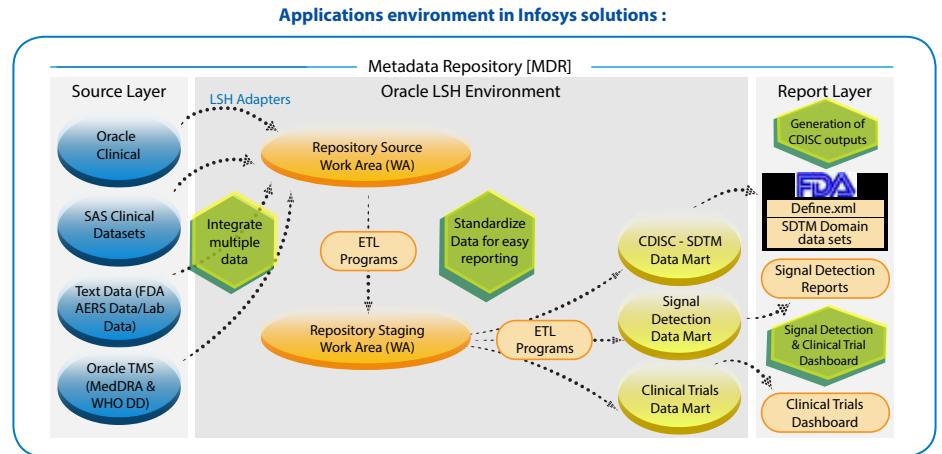 Applications environment in Infosys solutions :
Metadata Repository [MDR]
Source Layer
Oracle
Clinical
SAS Clinical
Datasets
Text Data (FDA
AERS Data/Lab
Data)
Oracle TMS
(MedDRA &
WHO DD)
LSH Adapters
Oracle LSH Environment
Repository Source
Work Area (WA)
Integrate
multiple
data
ETL
Programs
Standardize
Data for easy
reporting
Repository Staging
Work Area (WA)
ETL
Programs
CDISC - SDTM
Data Mart
Signal
Detection
Data Mart
Clinical Trials
Data Mart
Report Layer
Generation of
CDISC outputs
FDA
Define.xml
SDTM Domain
data sets
Signal Detection
Reports
Signal Detection
& Clinical Trial
Dashboard
Clinical Trials
Dashboard